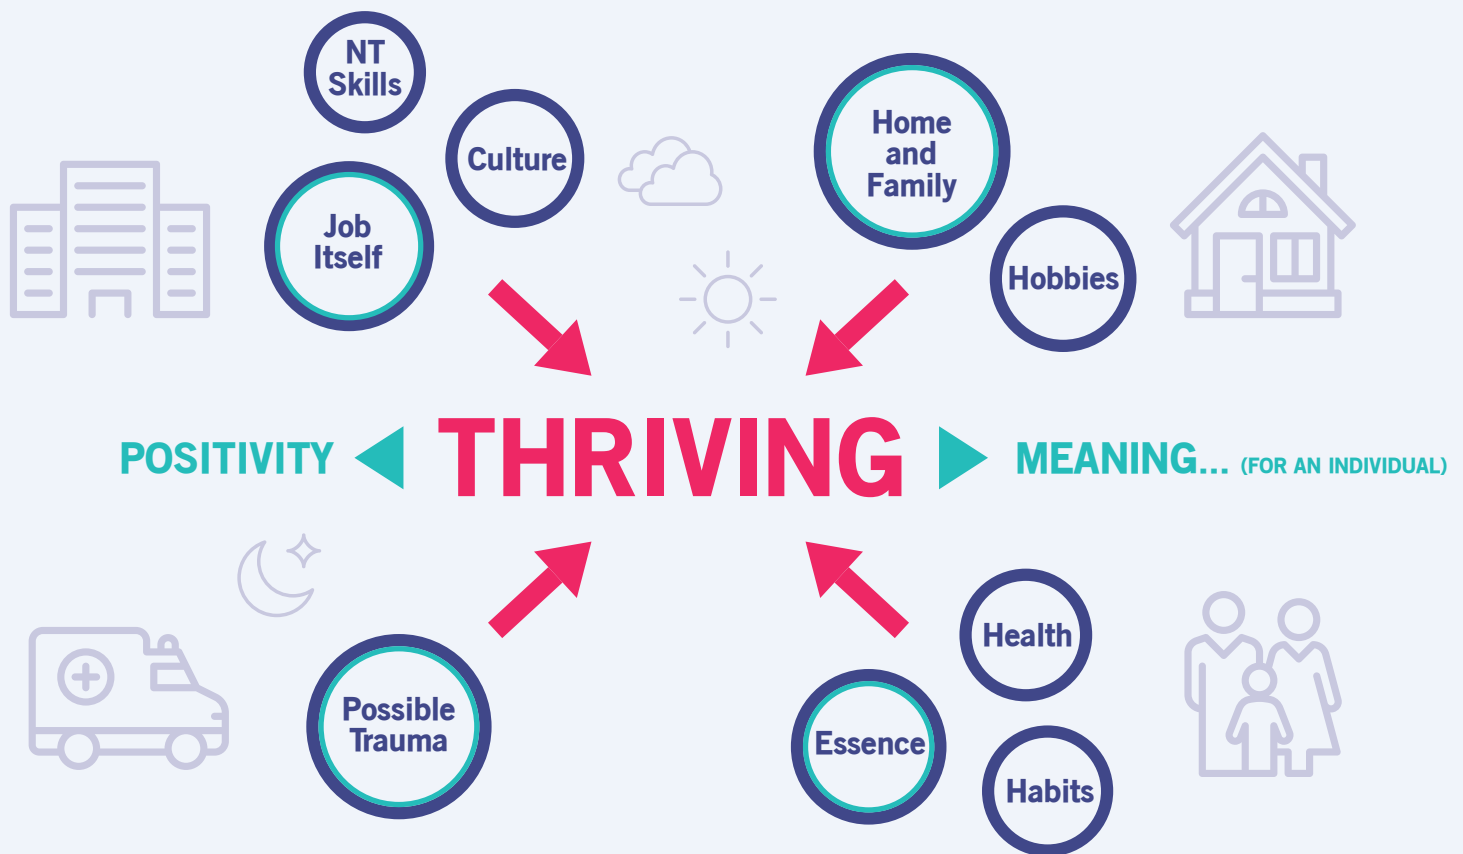 NT
Skills
Culture
Job
Itself
Home
and
Family
Hobbies
POSITIVITY
THRIVING
MEANING... (FOR AN INDIVIDUAL)
Possible
Trauma
Health
Essence
Habits